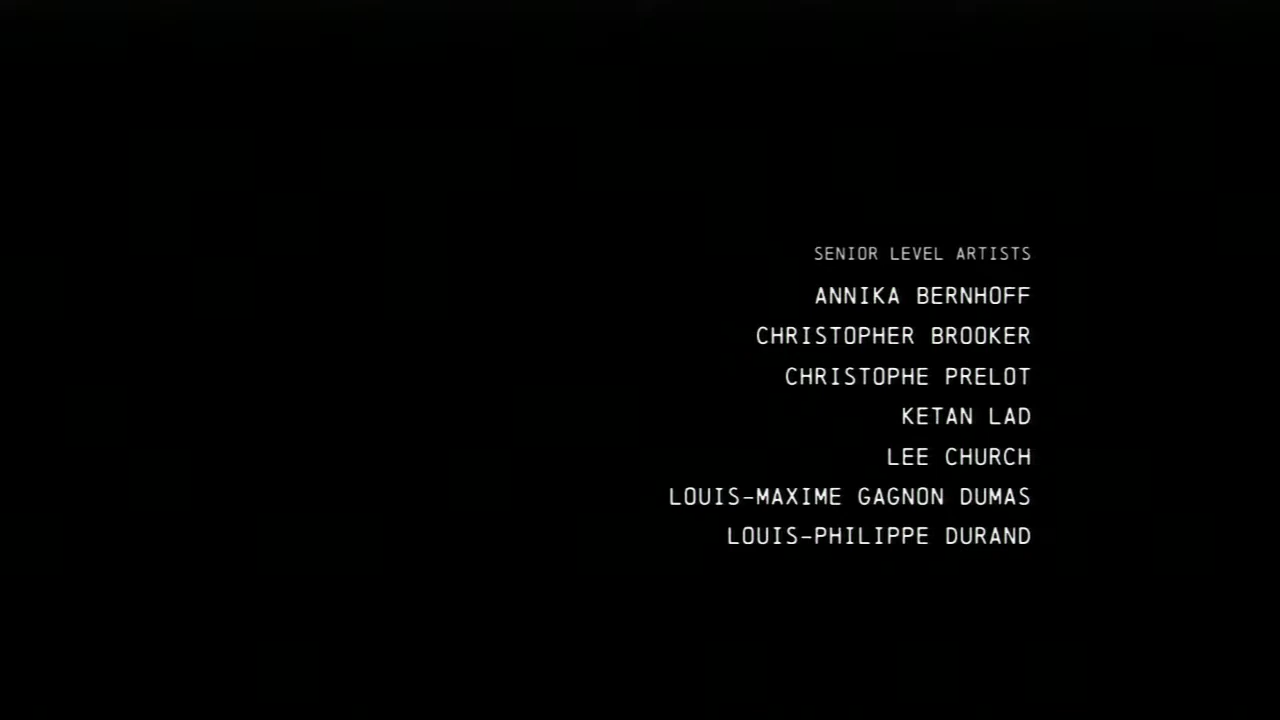 SENIOR LEVEL ARTISTS
ANNIKA BERNHOFF
CHRISTOPHER BROOKER
CHRISTOPHE PRELOT
KETAN LAD
LEE CHURCH
LOUIS-MAXIME GAGNON DUMAS
LOUIS-PHILIPPE DURAND